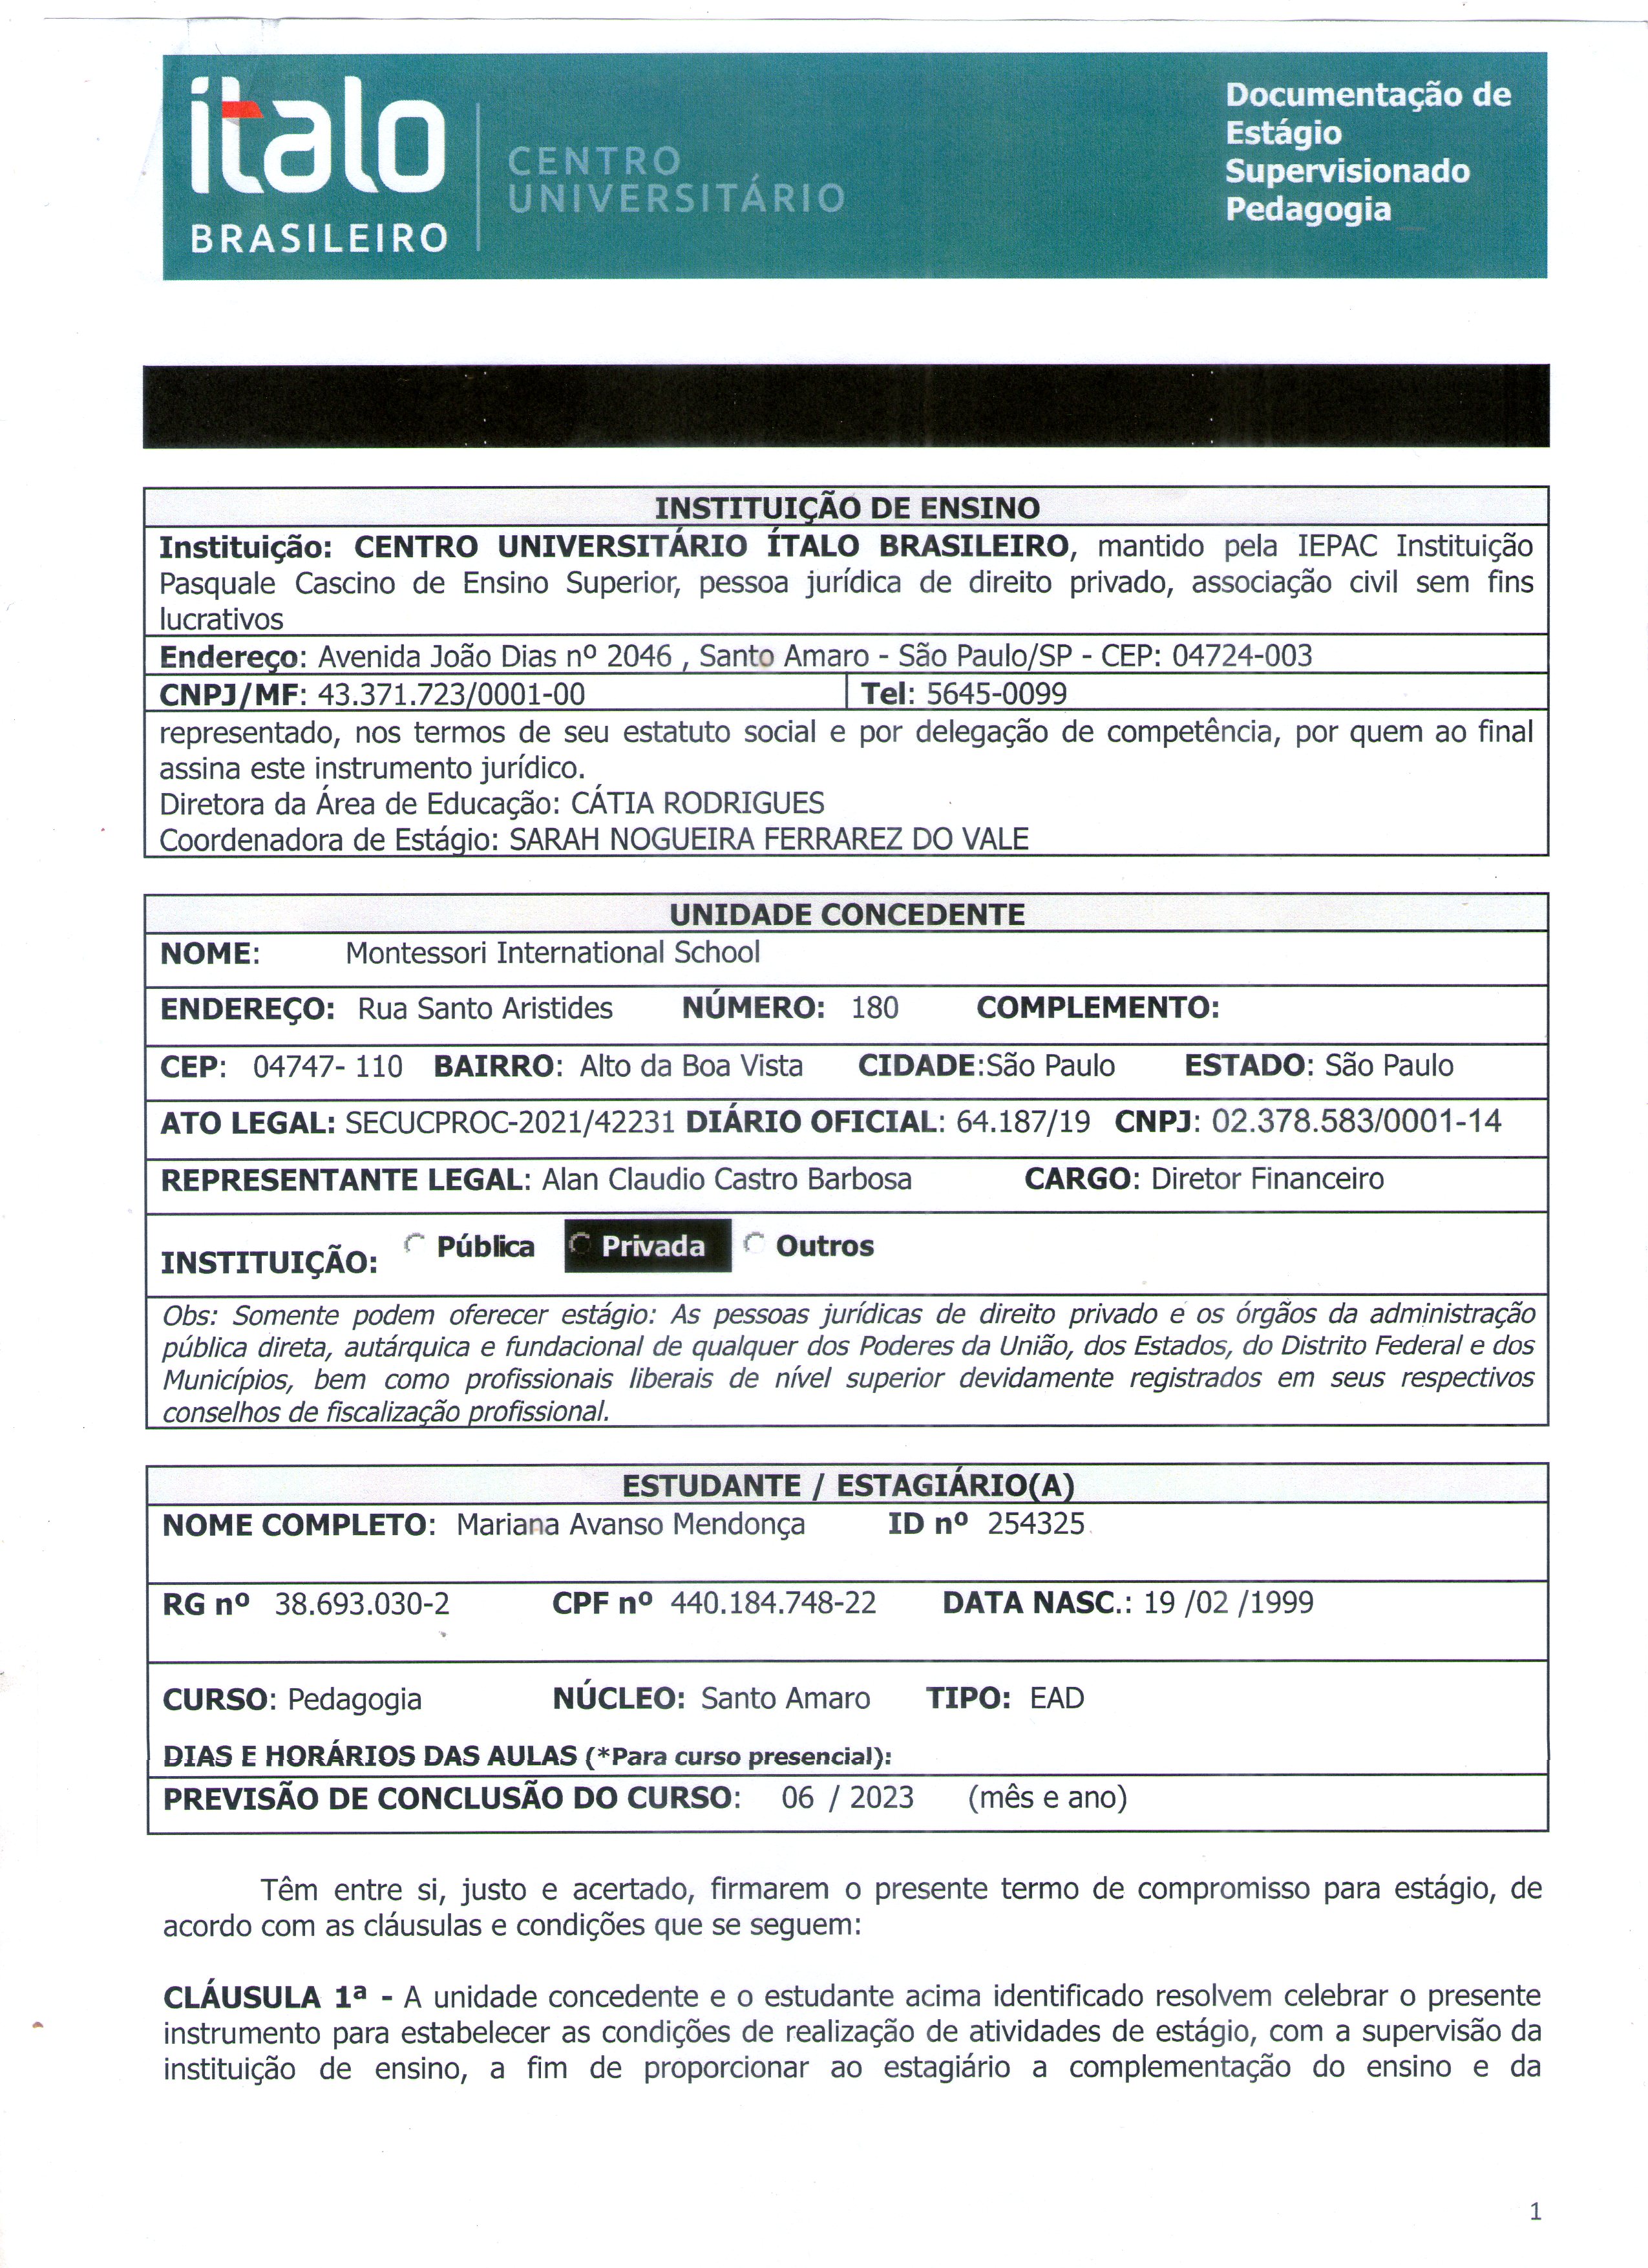 ítalo
BRASILEIRO
CENTRO
UNIVERSITÁRIO
Documentação de
Estágio
Supervisionado
Pedagogia
INSTITUIÇÃO DE ENSINO
Instituição: CENTRO UNIVERSITÁRIO ÍTALO BRASILEIRO, mantido pela IEPAC Instituição
Pasquale Cascino de Ensino Superior, pessoa jurídica de direito privado, associação civil sem fins
lucrativos
Endereço: Avenida João Dias nº 2046 , Santo Amaro - São Paulo/SP - CEP: 04724-003
CNPJ/MF: 43.371.723/0001-00 Tel: 5645-0099
representado, nos termos de seu estatuto social e por delegação de competência, por quem ao final
assina este instrumento jurídico.
Diretora da Área de Educação: CÁTIA RODRIGUES
Coordenadora de Estágio: SARAH NOGUEIRA FERRAREZ DO VALE
UNIDADE CONCEDENTE
NOME: Montessori International School
ENDEREÇO: Rua Santo Aristides NÚMERO: 180 COMPLEMENTO:
CEP: 04747- 110 BAIRRO: Alto da Boa Vista CIDADE:São Paulo ESTADO: São Paulo
ATO LEGAL: SECUCPROC-2021/42231 DIÁRIO OFICIAL: 64.187/19 CNPJ: 02.378.583/0001-14
REPRESENTANTE LEGAL: Alan Claudio Castro Barbosa CARGO: Diretor Financeiro
INSTITUIÇÃO: Pública Privada Outros
Obs: Somente podem oferecer estágio: As pessoas jurídicas de direito privado e os órgãos da administração
pública direta, autárquica e fundacional de qualquer dos Poderes da União, dos Estados, do Distrito Federal e dos
Municípios, bem como profissionais liberais de nível superior devidamente registrados em seus respectivos
conselhos de fiscalização profissional.
ESTUDANTE / ESTAGIÁRIO(A)
NOME COMPLETO: Mariana Avanso Mendonça ID nº 254325
RG nº 38.693.030-2 CPF nº 440.184.748-22 DATA NASC.: 19 /02 /1999
CURSO: Pedagogia NÚCLEO: Santo Amaro TIPO: EAD
DIAS E HORÁRIOS DAS AULAS (*Para curso presencial):
PREVISÃO DE CONCLUSÃO DO CURSO: 06 / 2023 (mês e ano)
Têm entre si, justo e acertado, firmarem o presente termo de compromisso para estágio, de
acordo com as cláusulas e condições que se seguem:
CLÁUSULA 1ª - A unidade concedente e o estudante acima identificado resolvem celebrar o presente
instrumento para estabelecer as condições de realização de atividades de estágio, com a supervisão da
instituição de ensino, a fim de proporcionar ao estagiário a complementação do ensino e da
1